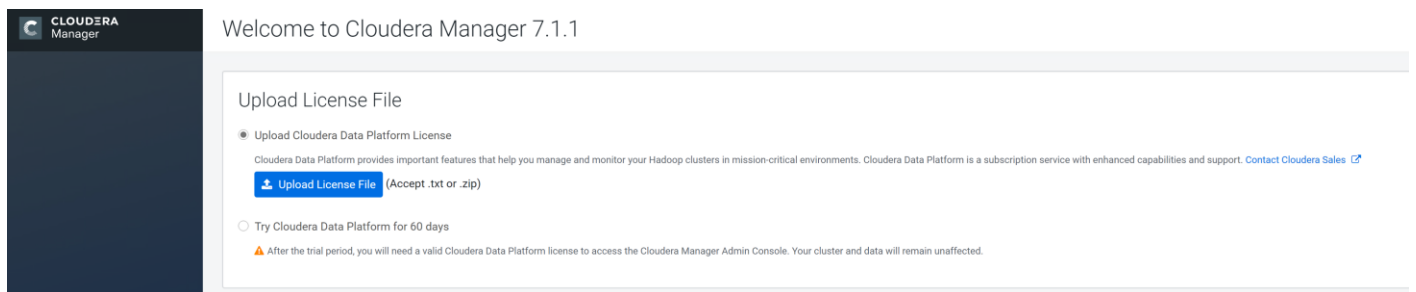 CLOUDERA
Manager
Welcome to Cloudera Manager 7.1.1
Upload License File
Upload Cloudera Data Platform License
Cloudera Data Platform provides important features that help you manage and monitor your Hadoop clusters in mission-critical environments. Cloudera Data Platform is a subscription service with enhanced capabilities and support. Contact Cloudera Sales
Upload License File (Accept .txt or .zip)
Try Cloudera Data Platform for 60 days
After the trial period, you will need a valid Cloudera Data Platform license to access the Cloudera Manager Admin Console. Your cluster and data will remain unaffected.